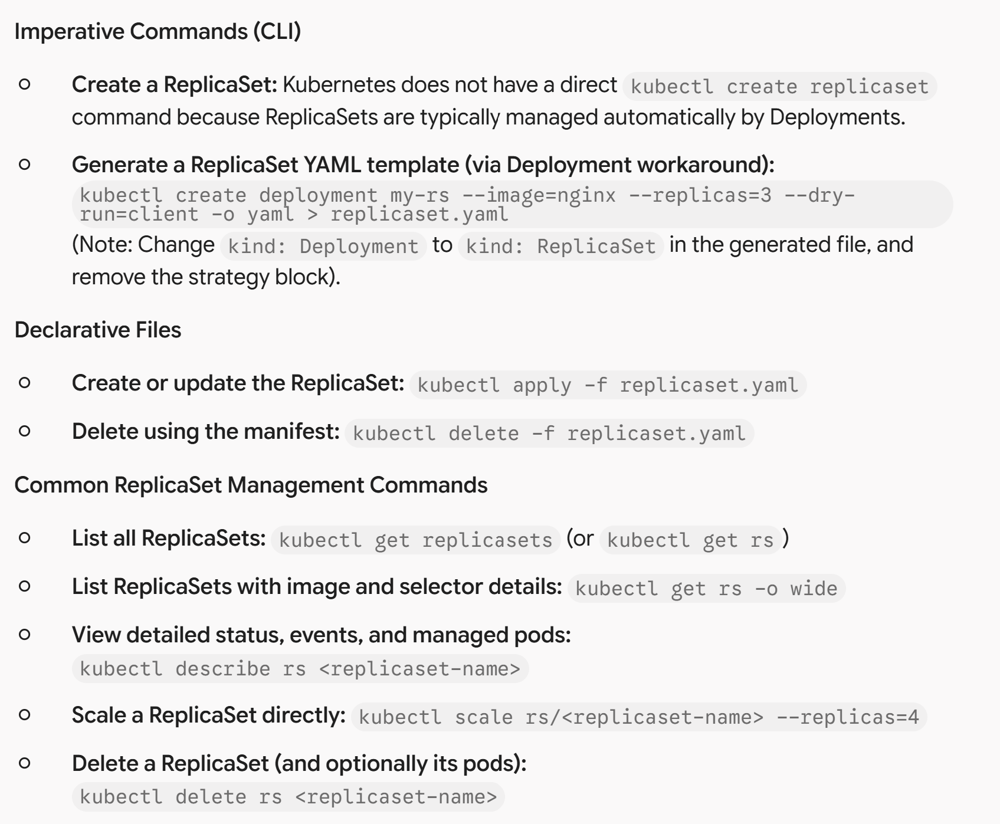 Imperative Commands (CLI)
Create a ReplicaSet: Kubernetes does not have a direct kubectl create replicaset
command because ReplicaSets are typically managed automatically by Deployments.
Generate a ReplicaSet YAML template (via Deployment workaround):
kubectl create deployment my-rs --image=nginx --replicas=3 --dry-
run=client -o yaml > replicaset.yaml
(Note: Change kind: Deployment to kind: ReplicaSet in the generated file, and
remove the strategy block).
Declarative Files
Create or update the ReplicaSet: kubectl apply -f replicaset.yaml
Delete using the manifest: kubectl delete -f replicaset.yaml
Common ReplicaSet Management Commands
List all ReplicaSets: kubectl get replicasets (or kubectl get rs)
List ReplicaSets with image and selector details: kubectl get rs -o wide
View detailed status, events, and managed pods:
kubectl describe rs <replicaset-name>
Scale a ReplicaSet directly: kubectl scale rs/<replicaset-name> --replicas=4
Delete a ReplicaSet (and optionally its pods):
kubectl delete rs <replicaset-name>